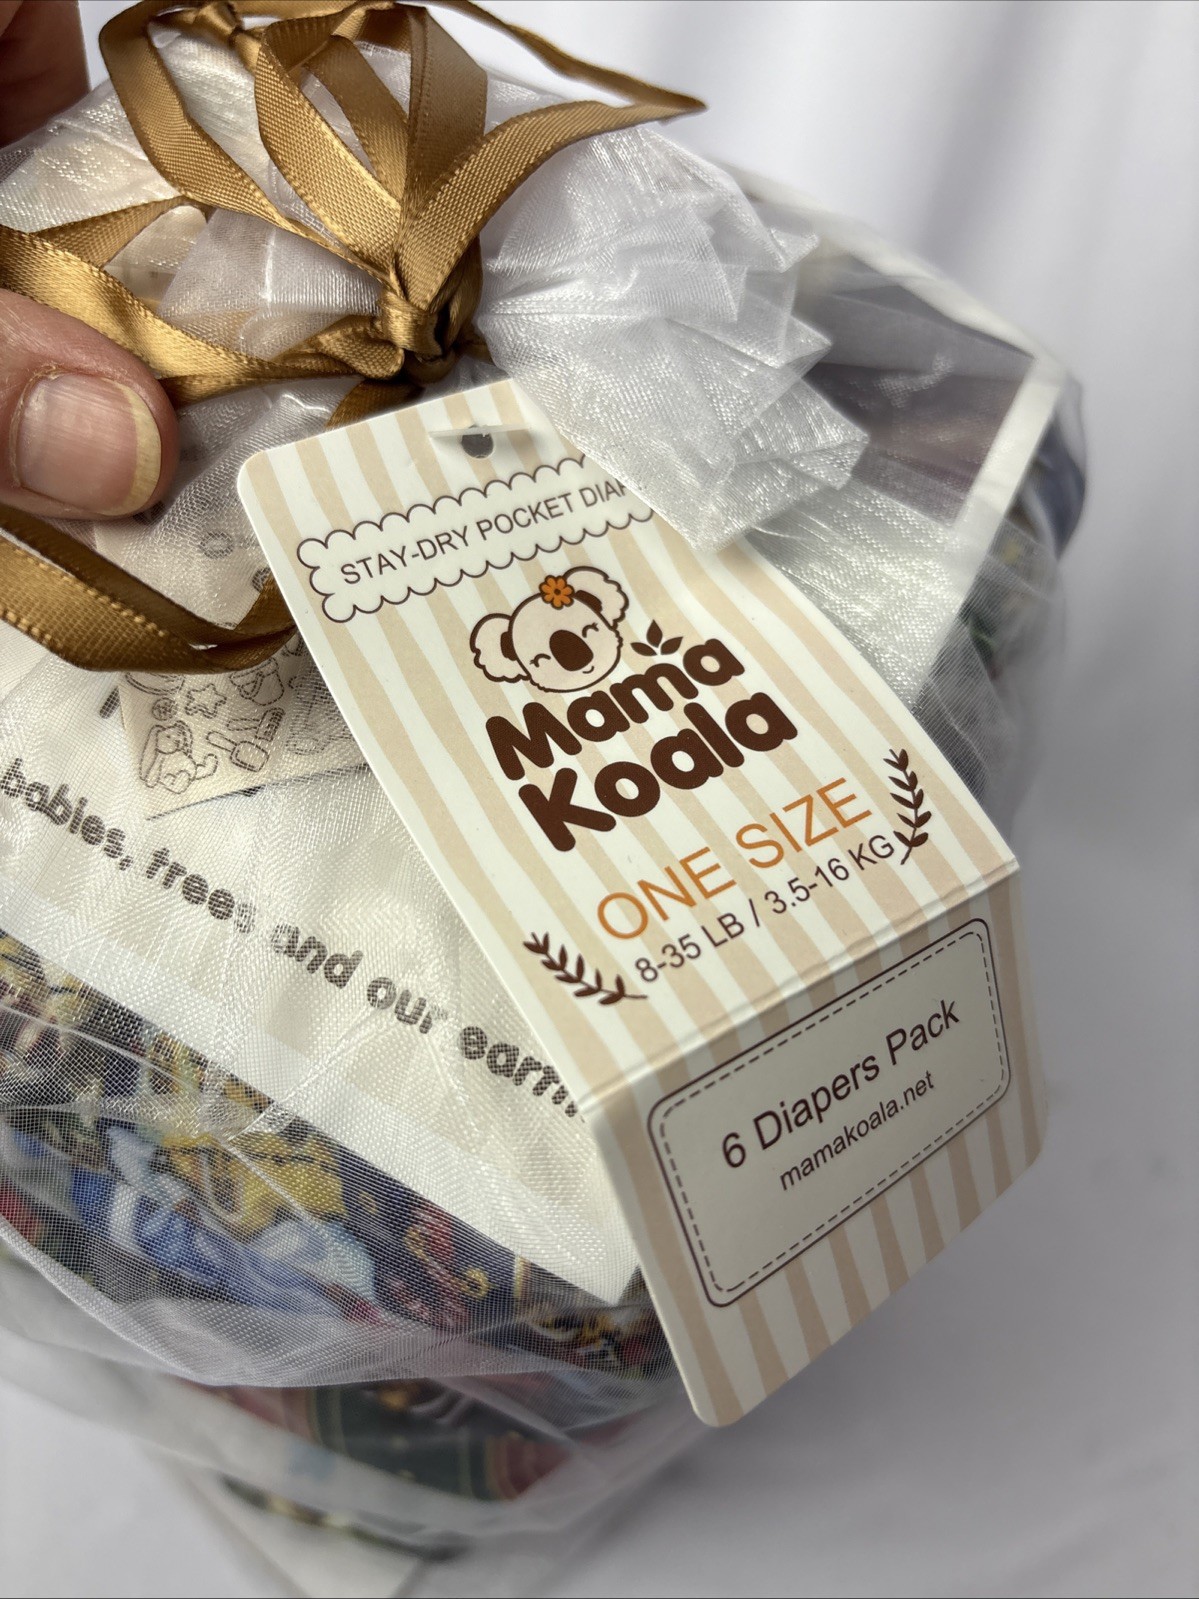 STAY-DRY POCKET
Mama
Koala
ONE SIZE
8-35 LB / 3.5-16 KG
6 Diapers Pack
mamakoala.net
babies, trees and our earth